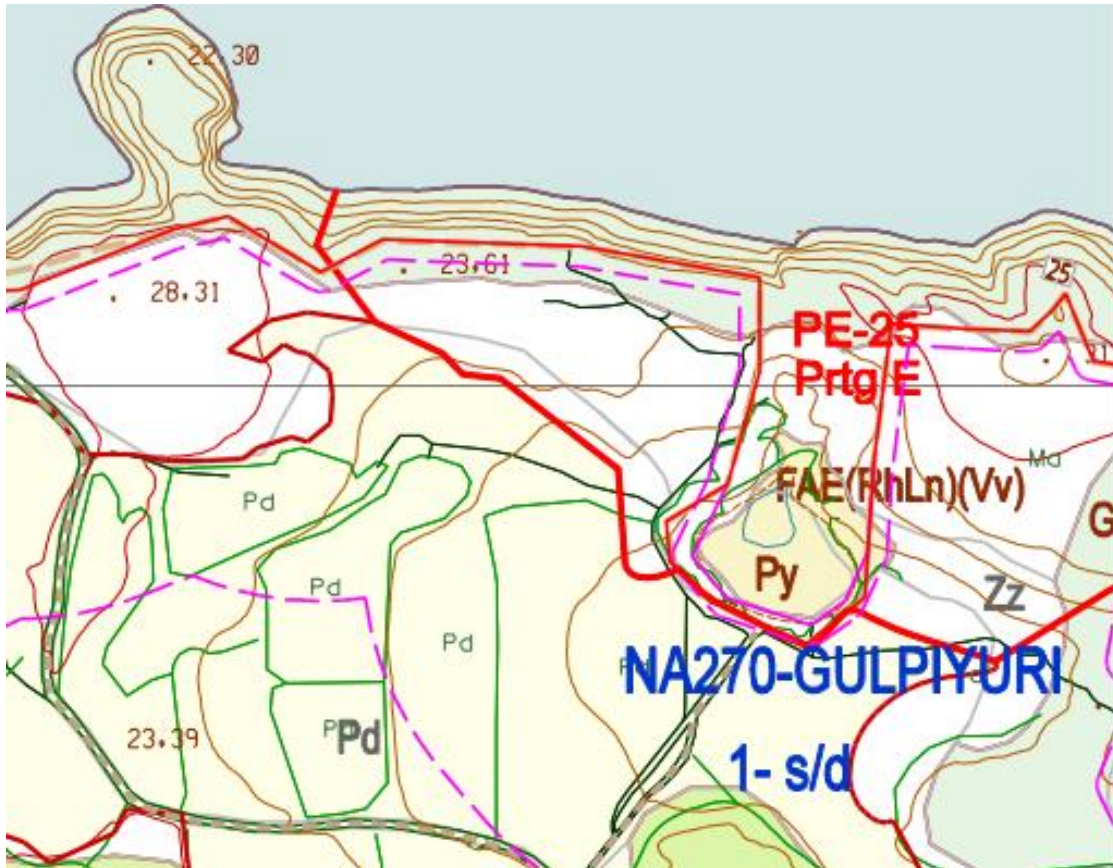 22.30
23.61
28.31
25
PE-25
Prtg E
Md
Pd
FAE(RhLn)(Vv)
G
Py
Pd
Zz
Pd
NA270-GULPIYURI
23.39
Pd
1- s/d